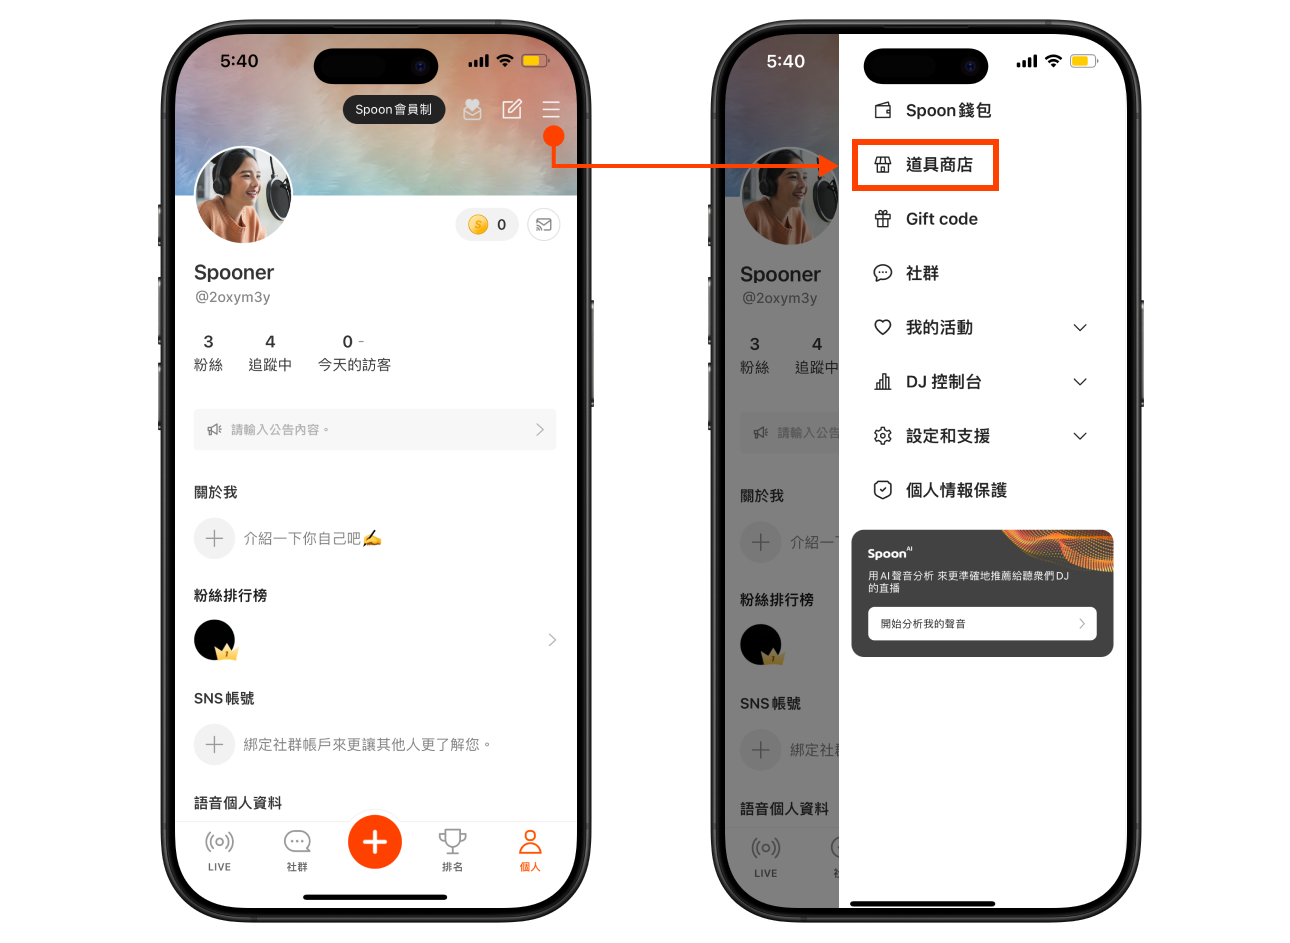 5:40
Spoon會員制
S 0
Spooner
@2oxym3y
3 4 0 -
粉絲 追蹤中 今天的訪客
請輸入公告內容。
關於我
介紹一下你自己吧✍
粉絲排行榜
1
SNS 帳號
綁定社群帳戶來更讓其他人更了解您。
語音個人資料
LIVE 社群 排名 個人
5:40
Spooner
@2oxym3y
3 4
粉絲 追蹤中
請輸入公告
關於我
介紹一
粉絲排行榜
1
SNS 帳號
綁定社
語音個人資料
LIVE
Spoon錢包
道具商店
Gift code
社群
我的活動
DJ 控制台
設定和支援
個人情報保護
Spoon AI
用AI聲音分析 來更準確地推薦給聽衆們DJ
的直播
開始分析我的聲音